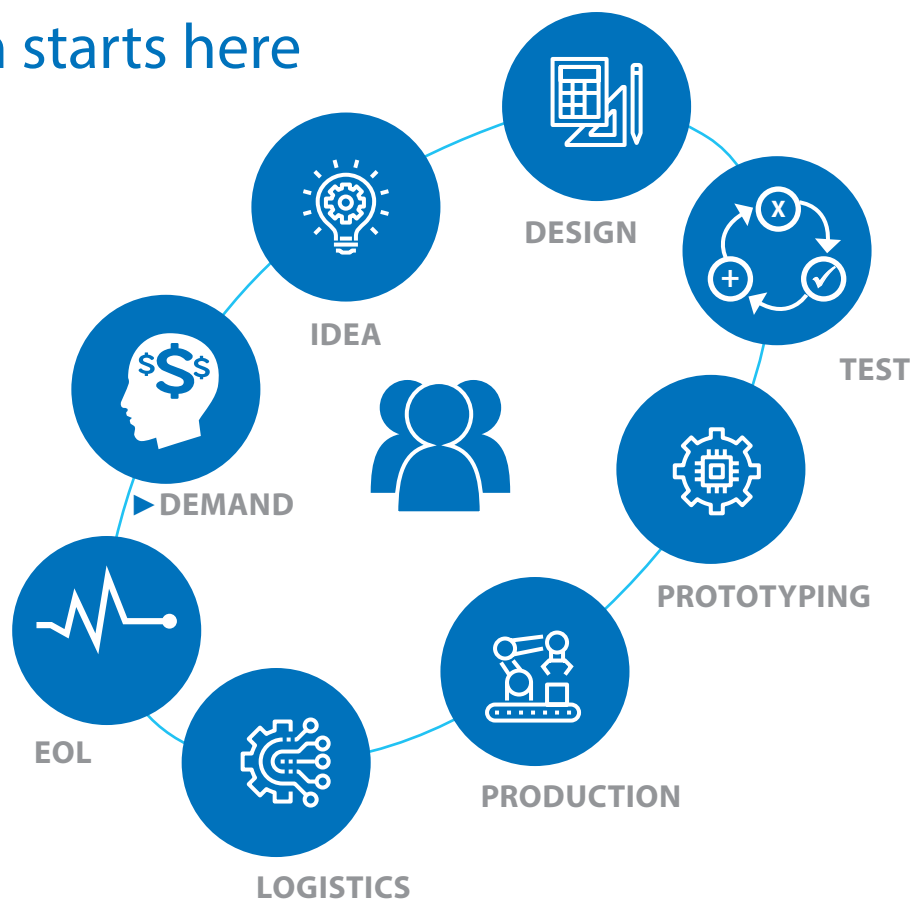 starts here
DESIGN
IDEA
X
+
✓
TEST
$$$
▶DEMAND
PROTOTYPING
EOL
PRODUCTION
LOGISTICS